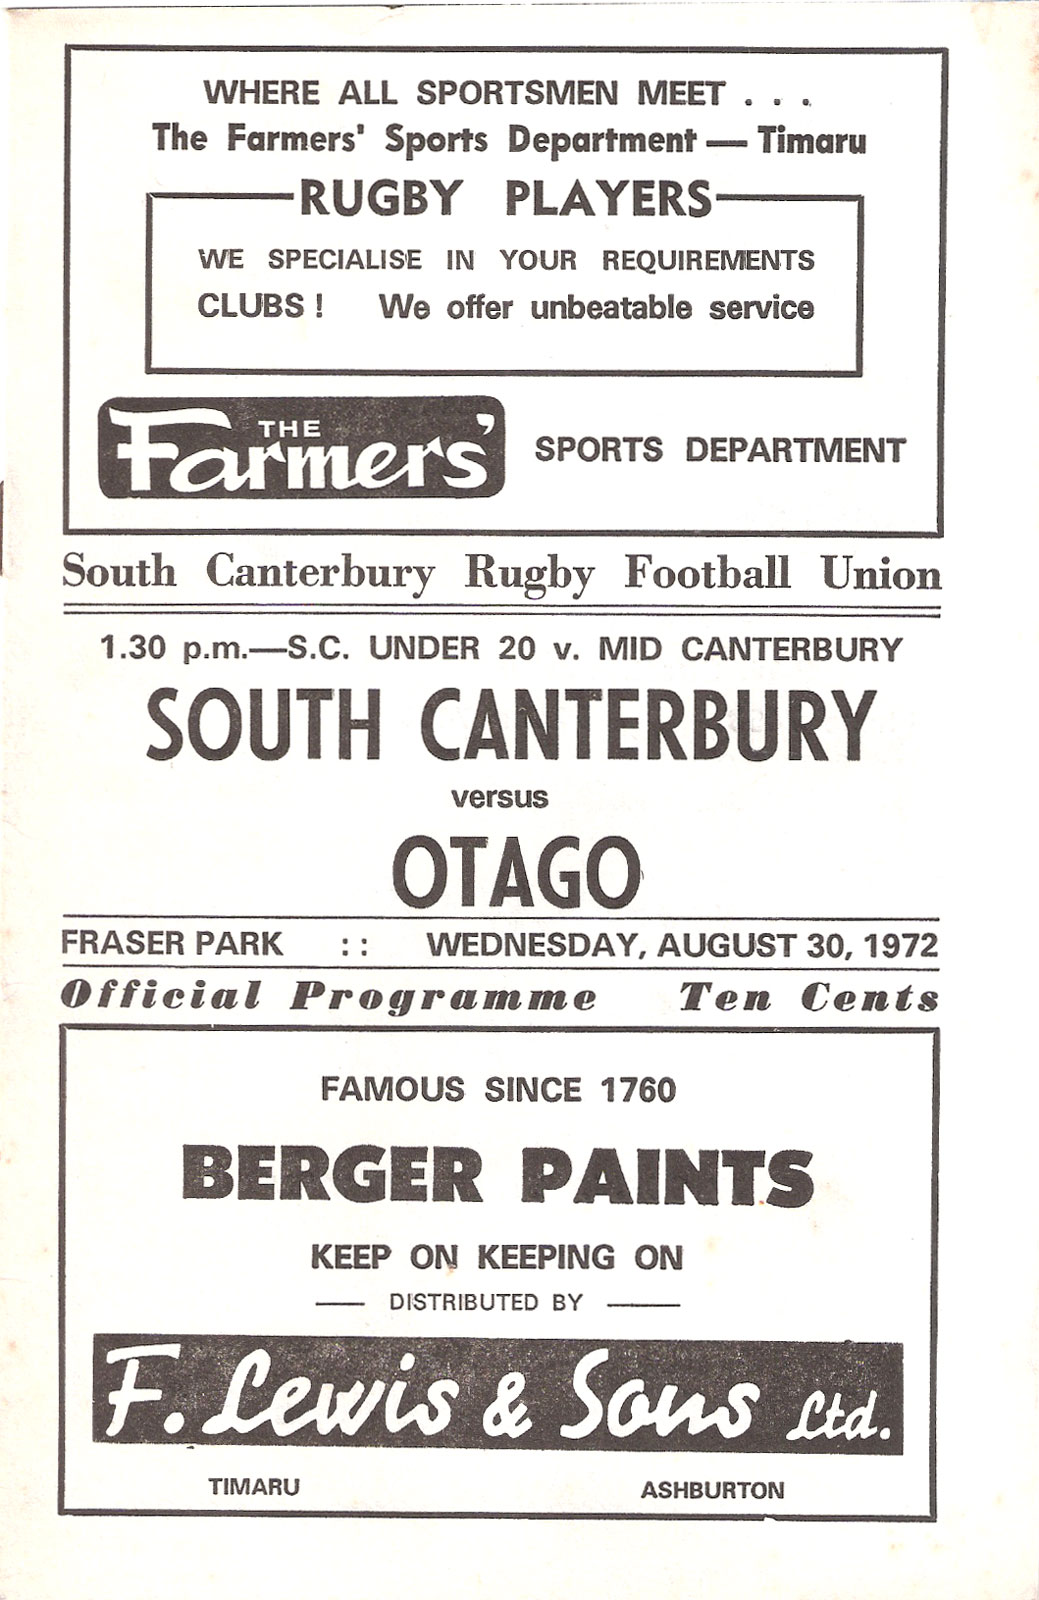 WHERE ALL SPORTSMEN MEET . . .
The Farmers' Sports Department — Timaru
RUGBY PLAYERS
WE SPECIALISE IN YOUR REQUIREMENTS
CLUBS ! We offer unbeatable service
THE
Farmers'
SPORTS DEPARTMENT
South Canterbury Rugby Football Union
1.30 p.m.—S.C. UNDER 20 v. MID CANTERBURY
SOUTH CANTERBURY
versus
OTAGO
FRASER PARK :: WEDNESDAY, AUGUST 30, 1972
Official Programme Ten Cents
FAMOUS SINCE 1760
BERGER PAINTS
KEEP ON KEEPING ON
— DISTRIBUTED BY —
F. Lewis & Sons Ltd.
TIMARU ASHBURTON